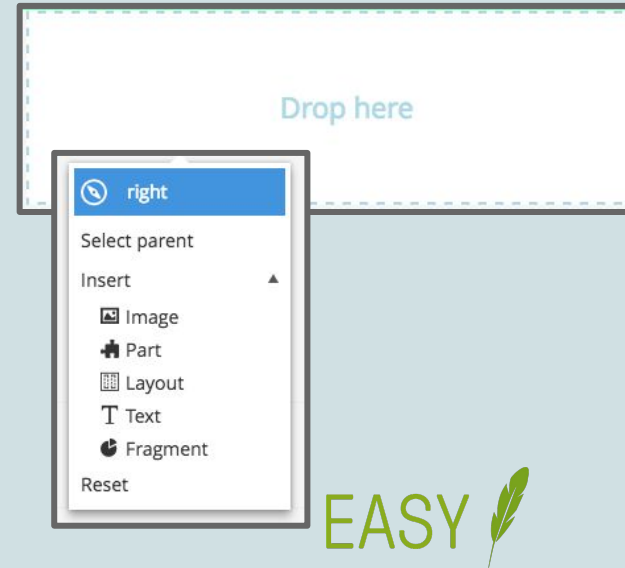 Drop here
right
Select parent
Insert
Image
Part
Layout
Text
Fragment
Reset
EASY